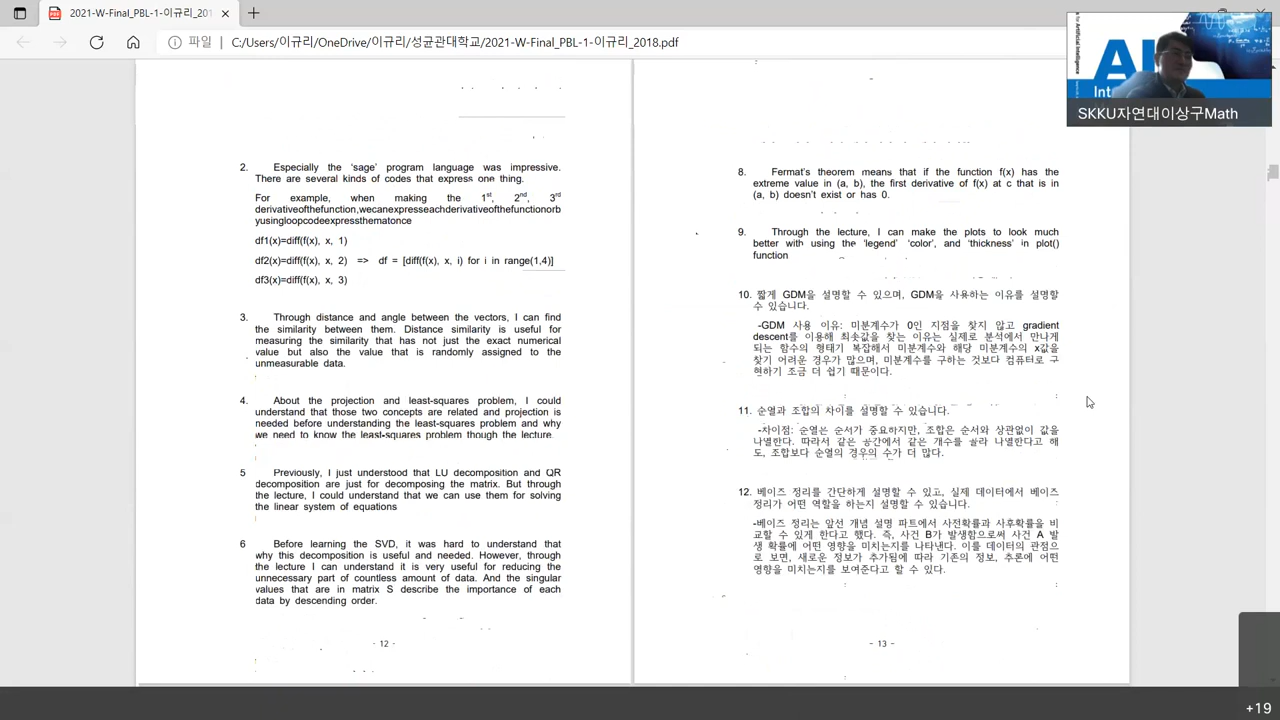 2021-W-Final_PBL-1-이규리_201
파일
C:/Users/이규리/OneDrive/이규리/성균관대학교/2021-W-Final_PBL-1-이규리_2018.pdf
AI
Int
SKKU자연대이상구Math
2. Especially the 'sage' program language was impressive.
There are several kinds of codes that express one thing.
For example, when making the 1st, 2nd, 3rd
derivativeofthefunction,wecanexpresseachderivativeofthefunctionorb
yusingloopcodeexpressthematonce
df1(x)=diff(f(x), x, 1)
df2(x)=diff(f(x), x, 2) => df = [diff(f(x), x, i) for i in range(1,4)]
df3(x)=diff(f(x), x, 3)
3. Through distance and angle between the vectors, I can find
the similarity between them. Distance similarity is useful for
measuring the similarity that has not just the exact numerical
value but also the value that is randomly assigned to the
unmeasurable data.
4. About the projection and least-squares problem, I could
understand that those two concepts are related and projection is
needed before understanding the least-squares problem and why
we need to know the least-squares problem though the lecture.
5 Previously, I just understood that LU decomposition and QR
decomposition are just for decomposing the matrix. But through
the lecture, I could understand that we can use them for solving
the linear system of equations
6 Before learning the SVD, it was hard to understand that
why this decomposition is useful and needed. However, through
the lecture I can understand it is very useful for reducing the
unnecessary part of countless amount of data. And the singular
values that are in matrix S describe the importance of each
data by descending order.
- 12 -
8. Fermat's theorem means that if the function f(x) has the
extreme value in (a, b), the first derivative of f(x) at c that is in
(a, b) doesn't exist or has 0.
9. Through the lecture, I can make the plots to look much
better with using the 'legend' 'color', and 'thickness' in plot()
function
10. 짧게 GDM을 설명할 수 있으며, GDM을 사용하는 이유를 설명할
수 있습니다.
-GDM 사용 이유: 미분계수가 0인 지점을 찾지 않고 gradient
descent를 이용해 최솟값을 찾는 이유는 실제로 분석에서 만나게
되는 함수의 형태기 복잡해서 미분계수와 해당 미분계수의 x값을
찾기 어려운 경우가 많으며, 미분계수를 구하는 것보다 컴퓨터로 구
현하기 조금 더 쉽기 때문이다.
11. 순열과 조합의 차이를 설명할 수 있습니다.
-차이점: 순열은 순서가 중요하지만, 조합은 순서와 상관없이 값을
나열한다. 따라서 같은 공간에서 같은 개수를 골라 나열한다고 해
도, 조합보다 순열의 경우의 수가 더 많다.
12. 베이즈 정리를 간단하게 설명할 수 있고, 실제 데이터에서 베이즈
정리가 어떤 역할을 하는지 설명할 수 있습니다.
-베이즈 정리는 앞선 개념 설명 파트에서 사전확률과 사후확률을 비
교할 수 있게 한다고 했다. 즉, 사건 B가 발생함으로써 사건 A 발
생 확률에 어떤 영향을 미치는지를 나타낸다. 이를 데이터의 관점으
로 보면, 새로운 정보가 추가됨에 따라 기존의 정보, 추론에 어떤
영향을 미치는지를 보여준다고 할 수 있다.
- 13 -
+19